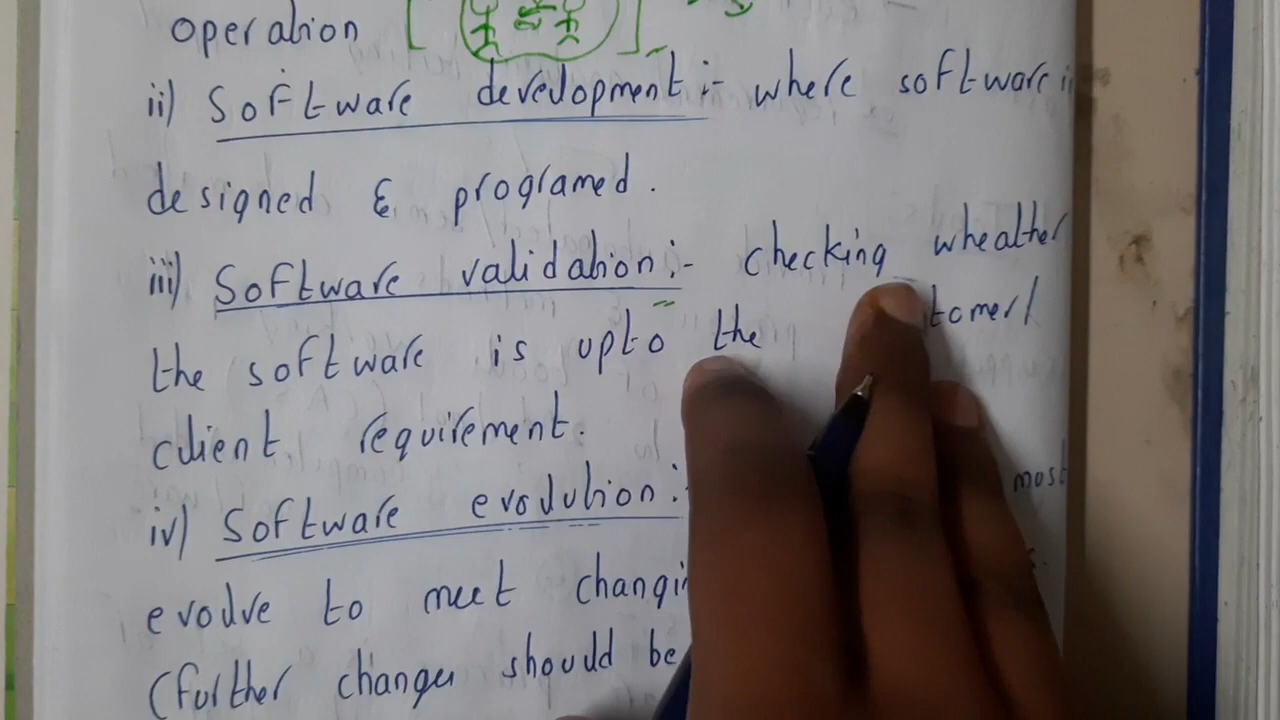 operation
ii) Software development :- where software i
designed & programed.
iii) Software validation :- checking wheather
the software is upto the tomer/
client requirement.
iv) Software evolution : most
evolve to meet changi
(further changes should be